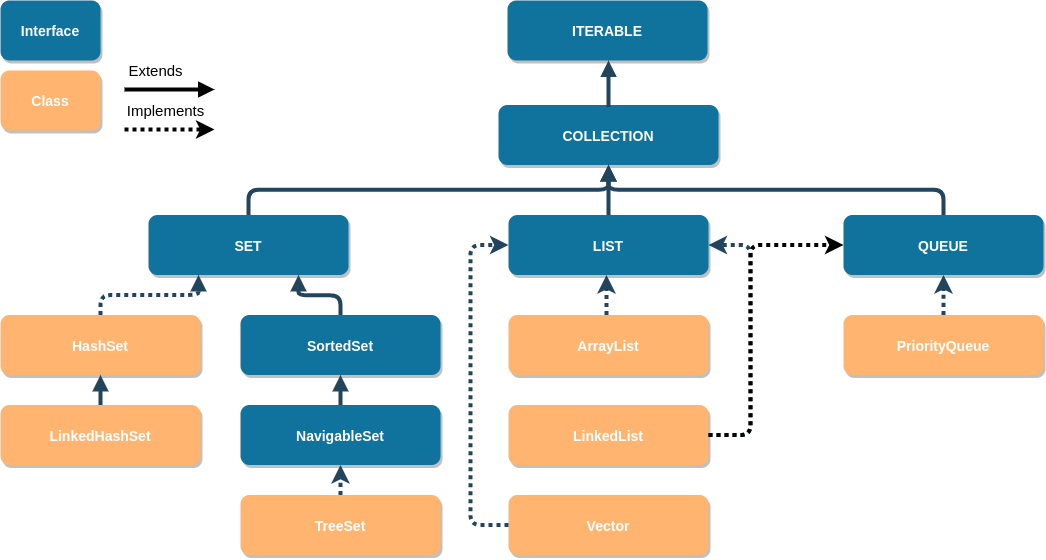 Interface
ITERABLE
Extends
Class
Implements
COLLECTION
SET
LIST
QUEUE
HashSet
SortedSet
ArrayList
PriorityQueue
LinkedHashSet
NavigableSet
LinkedList
TreeSet
Vector